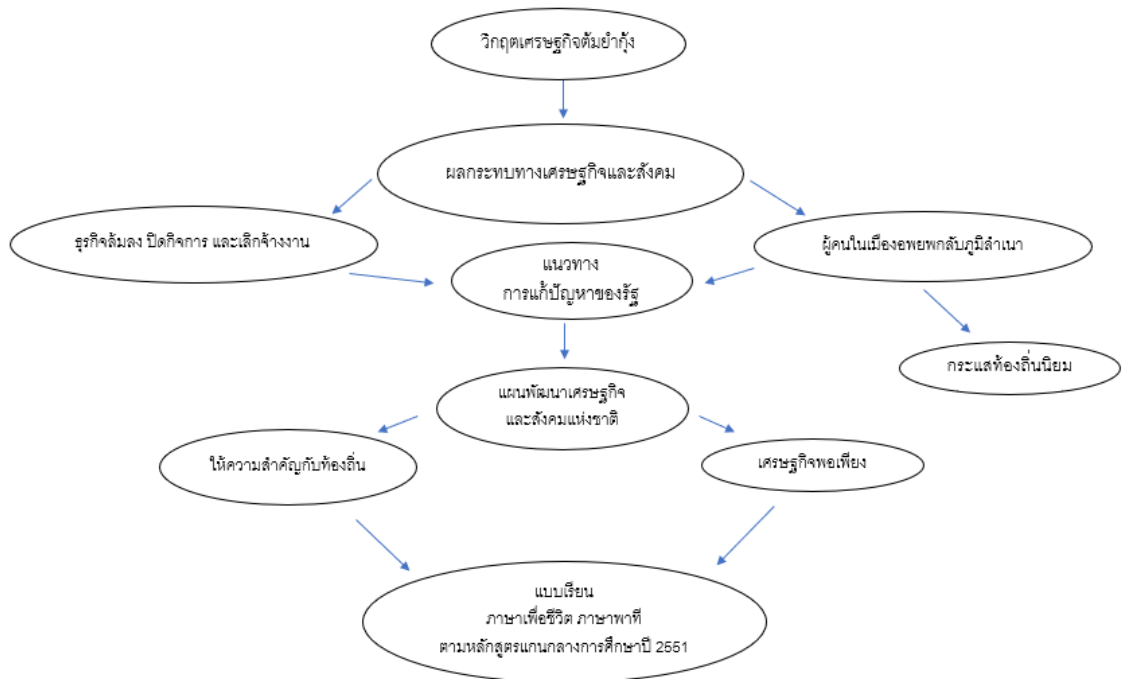 วิกฤตเศรษฐกิจต้มยำกุ้ง
ผลกระทบทางเศรษฐกิจและสังคม
ธุรกิจล้มลง ปิดกิจการ และเลิกจ้างงาน
ผู้คนในเมืองอพยพกลับภูมิลำเนา
แนวทาง
การแก้ปัญหาของรัฐ
กระแสท้องถิ่นนิยม
แผนพัฒนาเศรษฐกิจ
และสังคมแห่งชาติ
ให้ความสำคัญกับท้องถิ่น
เศรษฐกิจพอเพียง
แบบเรียน
ภาษาเพื่อชีวิต ภาษาพาที
ตามหลักสูตรแกนกลางการศึกษาปี 2551